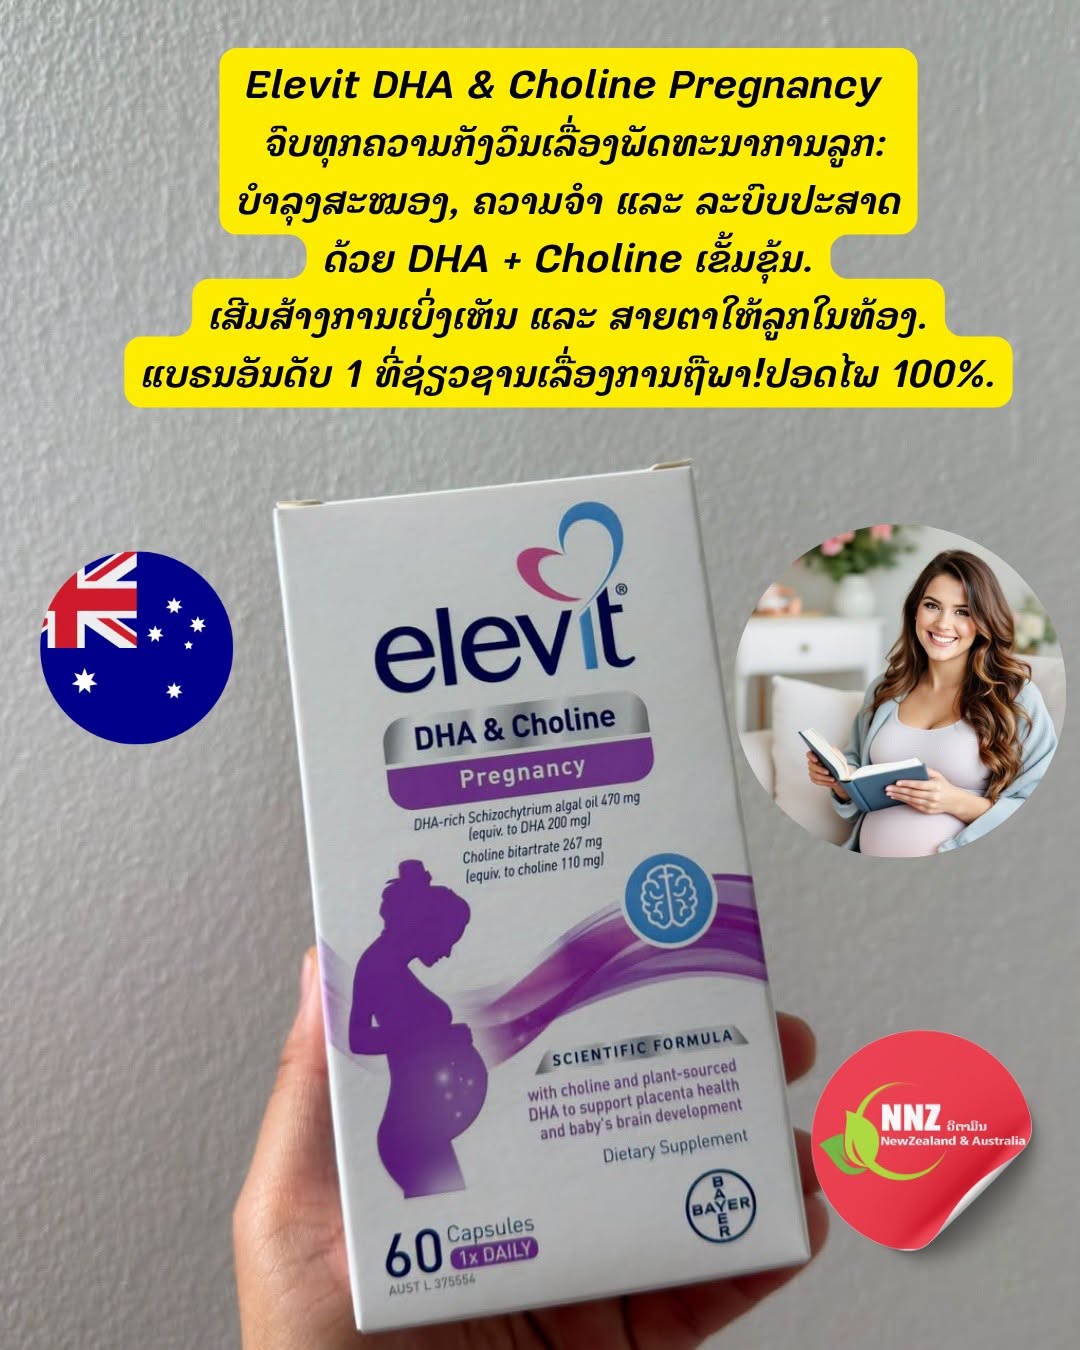 Elevit DHA & Choline Pregnancy
ຈົບທຸກຄວາມກັງວົນເລື່ອງພັດທະນາການລູກ:
ບຳລຸງສະໝອງ, ຄວາມຈຳ ແລະ ລະບົບປະສາດ
ດ້ວຍ DHA + Choline ເຂັ້ມຂຸ້ນ.
ເສີມສ້າງການເບິ່ງເຫັນ ແລະ ສາຍຕາໃຫ້ລູກໃນທ້ອງ.
ແບຣນອັນດັບ 1 ທີ່ຊ່ຽວຊານເລື່ອງການຖືພາ!ປອດໄພ 100%.
elevit®
DHA & Choline
Pregnancy
DHA-rich Schizochytrium algal oil 470 mg
(equiv. to DHA 200 mg)
Choline bitartrate 267 mg
(equiv. to choline 110 mg)
SCIENTIFIC FORMULA
with choline and plant-sourced
DHA to support placenta health
and baby's brain development
Dietary Supplement
BAYER
BAYER
60 Capsules
1x DAILY
AUST L 375554
NNZ ວິຕາມິນ
NewZealand & Australia